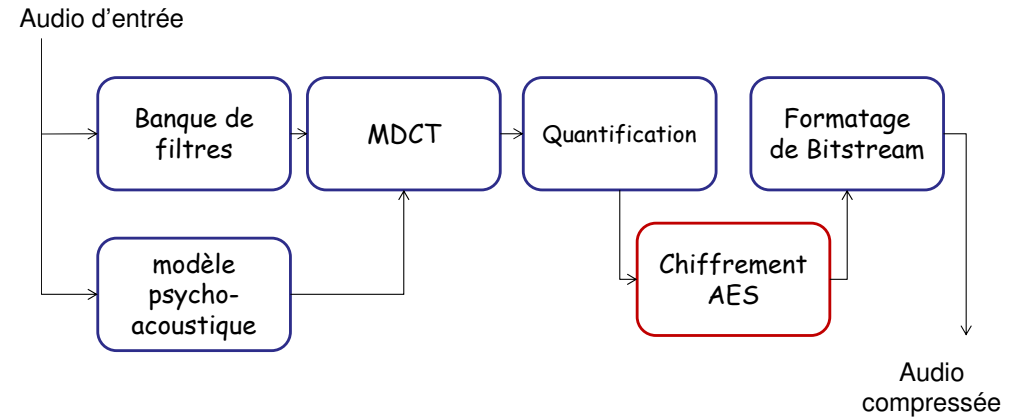 Audio d'entrée
Banque de
filtres
MDCT
Quantification
Formatage
de Bitstream
modèle
psycho-
acoustique
Chiffrement
AES
Audio
compressée